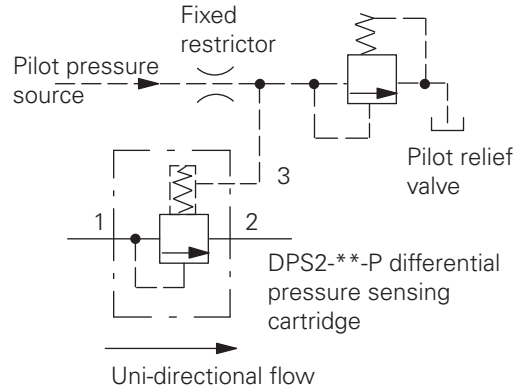 Fixed
restrictor
Pilot pressure
source
Pilot relief
valve
3
1
2
DPS2-**-P differential
pressure sensing
cartridge
Uni-directional flow